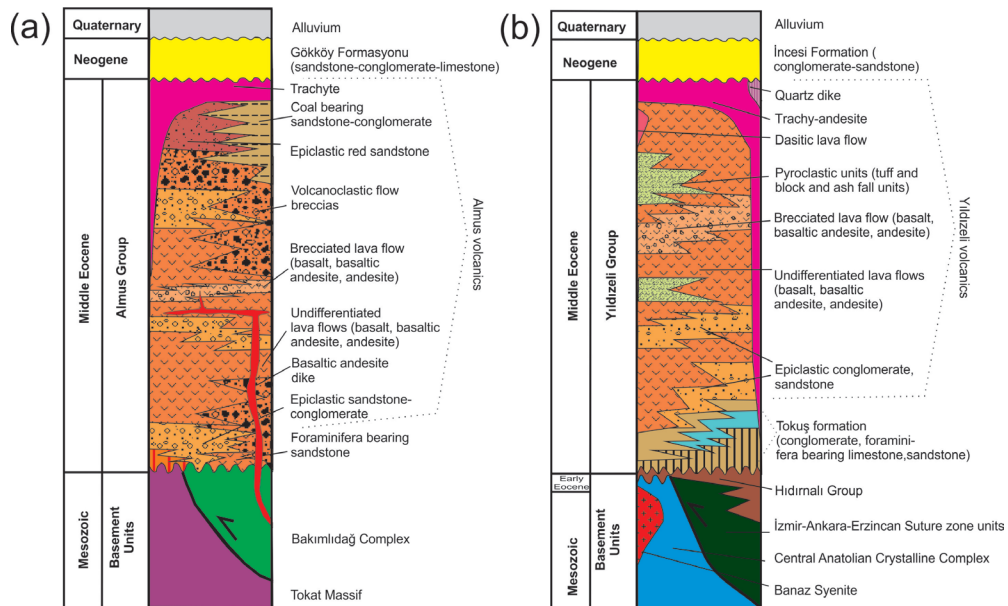 (a)
Quaternary
Neogene
Middle Eocene
Almus Group
Mesozoic
Basement
Units
Alluvium
Gökköy Formasyonu
(sandstone-conglomerate-limestone)
Trachyte
Coal bearing
sandstone-conglomerate
Epiclastic red sandstone
Volcanoclastic flow
breccias
Brecciated lava flow
(basalt, basaltic
andesite, andesite)
Undifferentiated
lava flows (basalt, basaltic
andesite, andesite)
Basaltic andesite
dike
Epiclastic sandstone-
conglomerate
Foraminifera bearing
sandstone
Bakımlıdağ Complex
Tokat Massif
Almus volcanics
(b)
Quaternary
Neogene
Middle Eocene
Yıldızeli Group
Early
Eocene
Mesozoic
Basement
Units
Alluvium
İncesi Formation (
conglomerate-sandstone)
Quartz dike
Trachy-andesite
Dasitic lava flow
Pyroclastic units (tuff and
block and ash fall units)
Brecciated lava flow (basalt,
basaltic andesite, andesite)
Undifferentiated lava flows
(basalt, basaltic
andesite, andesite)
Epiclastic conglomerate,
sandstone
Tokuş formation
(conglomerate, foramini-
fera bearing limestone,sandstone)
Hıdırnalı Group
İzmir-Ankara-Erzincan Suture zone units
Central Anatolian Crystalline Complex
Banaz Syenite
Yıldızeli volcanics